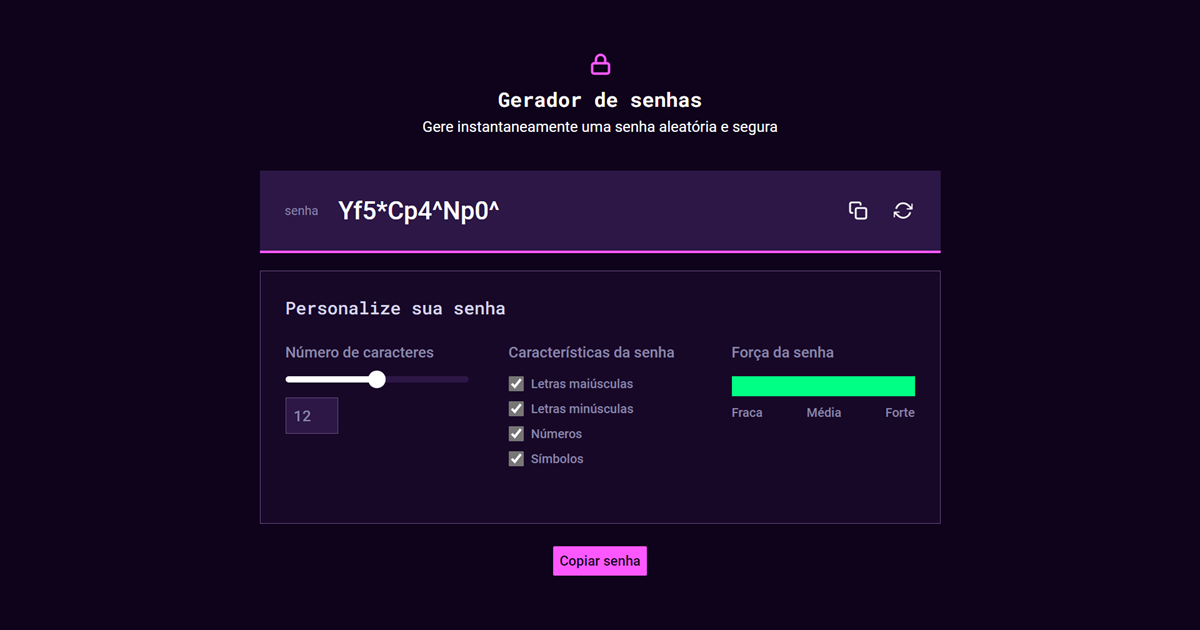 Gerador de senhas
Gere instantaneamente uma senha aleatória e segura
senha Yf5*Cp4^Np0^
Personalize sua senha
Número de caracteres
12
Características da senha
Letras maiúsculas
Letras minúsculas
Números
Símbolos
Força da senha
Fraca Média Forte
Copiar senha